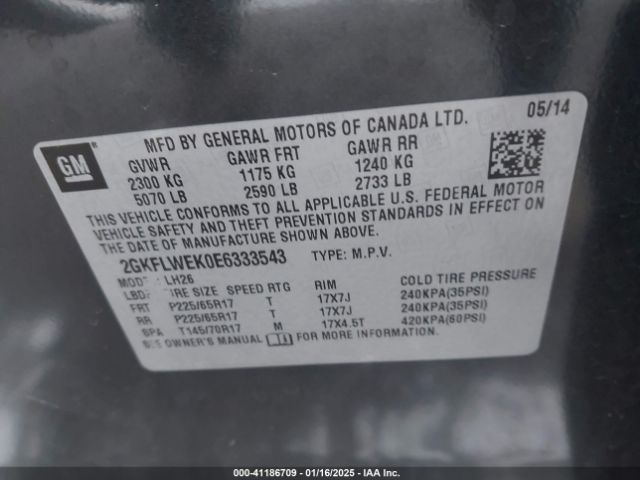 GM®
MFD BY GENERAL MOTORS OF CANADA LTD. 05/14
GVWR GAWR FRT GAWR RR
2300 KG 1175 KG 1240 KG
5070 LB 2590 LB 2733 LB
THIS VEHICLE CONFORMS TO ALL APPLICABLE U.S. FEDERAL MOTOR
VEHICLE SAFETY AND THEFT PREVENTION STANDARDS IN EFFECT ON
THE DATE OF MANUFACTURE SHOWN ABOVE.
2GKFLWEK0E6333543 TYPE: M.P.V.
LH26
SIZE SPEED RTG RIM COLD TIRE PRESSURE
FRT P225/65R17 T 17X7J 240KPA(35PSI)
RR P225/65R17 T 17X7J 240KPA(35PSI)
SPA T145/70R17 M 17X4.5T 420KPA(60PSI)
SEE OWNER'S MANUAL FOR MORE INFORMATION.
000-41186709 - 01/16/2025 - IAA Inc.